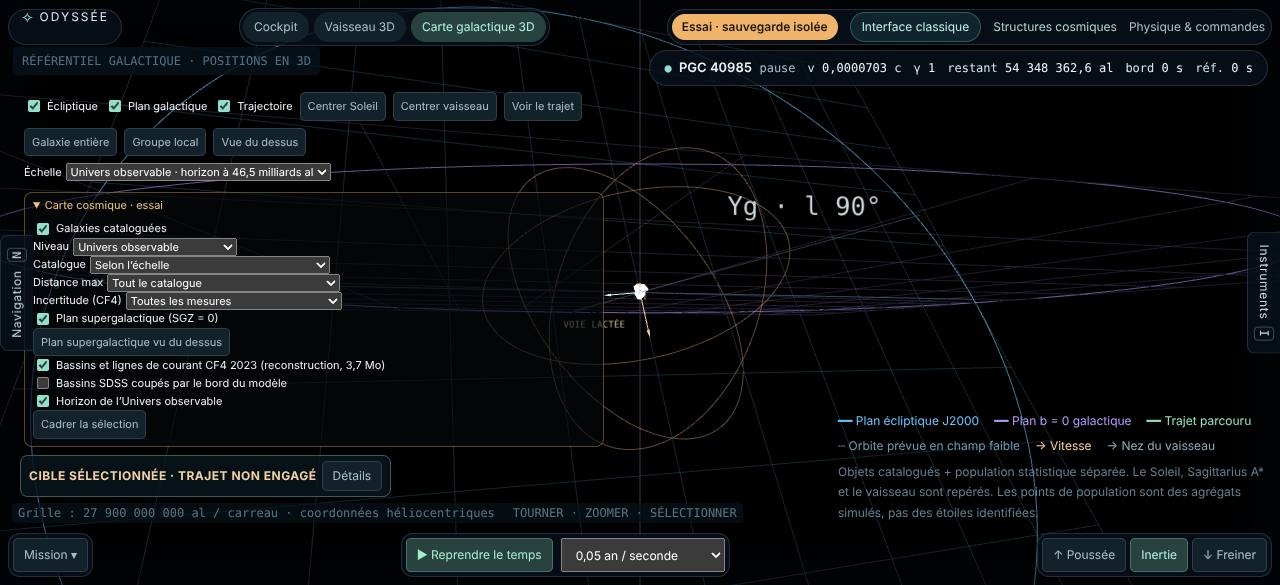 ✧ ODYSSÉE
Cockpit Vaisseau 3D Carte galactique 3D
Essai · sauvegarde isolée Interface classique Structures cosmiques Physique & commandes
RÉFÉRENTIEL GALACTIQUE · POSITIONS EN 3D
● PGC 40985 pause v 0,0000703 c γ 1 restant 54 348 362,6 al bord 0 s réf. 0 s
Écliptique Plan galactique Trajectoire Centrer Soleil Centrer vaisseau Voir le trajet
Galaxie entière Groupe local Vue du dessus
Échelle Univers observable · horizon à 46,5 milliards al
▼ Carte cosmique · essai
Galaxies cataloguées
Niveau Univers observable
Catalogue Selon l’échelle
Distance max Tout le catalogue
Incertitude (CF4) Toutes les mesures
Plan supergalactique (SGZ = 0)
Plan supergalactique vu du dessus
Bassins et lignes de courant CF4 2023 (reconstruction, 3,7 Mo)
Bassins SDSS coupés par le bord du modèle
Horizon de l’Univers observable
Cadrer la sélection
Navigation N
Yg · l 90°
VOIE LACTÉE
Instruments I
CIBLE SÉLECTIONNÉE · TRAJET NON ENGAGÉ Détails
Plan écliptique J2000 Plan b = 0 galactique Trajet parcouru
Orbite prévue en champ faible → Vitesse → Nez du vaisseau
Objets catalogués + population statistique séparée. Le Soleil, Sagittarius A*
et le vaisseau sont repérés. Les points de population sont des agrégats
simulés, pas des étoiles identifiées.
Grille : 27 900 000 000 al / carreau · coordonnées héliocentriques TOURNER · ZOOMER · SÉLECTIONNER
Mission ▾
▶ Reprendre le temps 0,05 an / seconde
↑ Poussée Inertie ↓ Freiner